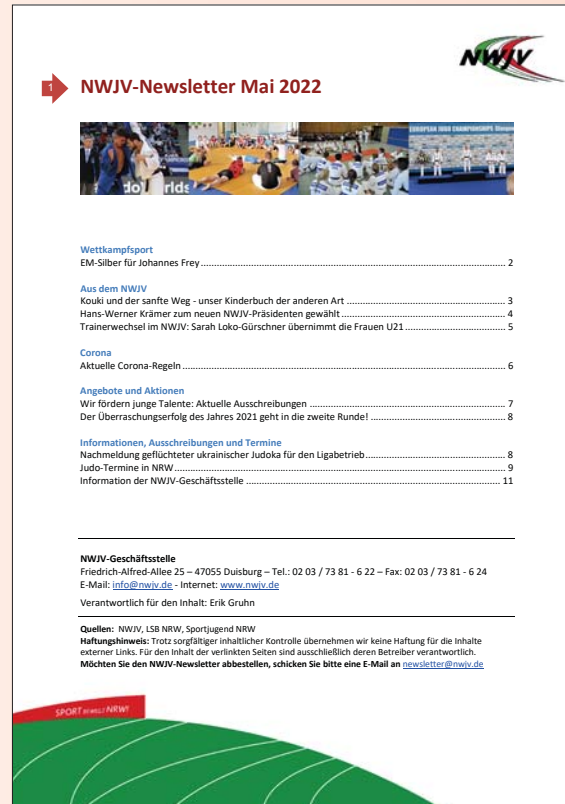 NWJV
1
NWJV-Newsletter Mai 2022
EUROPEAN JUDO CHAMPIONSHIPS
Wettkampfsport
EM-Silber für Johannes Frey 2
Aus dem NWJV
Kouki und der sanfte Weg - unser Kinderbuch der anderen Art 3
Hans-Werner Krämer zum neuen NWJV-Präsidenten gewählt 4
Trainerwechsel im NWJV: Sarah Loko-Gürschner übernimmt die Frauen U21 5
Corona
Aktuelle Corona-Regeln 6
Angebote und Aktionen
Wir fördern junge Talente: Aktuelle Ausschreibungen 7
Der Überraschungserfolg des Jahres 2021 geht in die zweite Runde! 8
Informationen, Ausschreibungen und Termine
Nachmeldung geflüchteter ukrainischer Judoka für den Ligabetrieb 8
Judo-Termine in NRW 9
Information der NWJV-Geschäftsstelle 11
NWJV-Geschäftsstelle
Friedrich-Alfred-Allee 25 – 47055 Duisburg – Tel.: 02 03 / 73 81 - 6 22 – Fax: 02 03 / 73 81 - 6 24
E-Mail: info@nwjv.de - Internet: www.nwjv.de
Verantwortlich für den Inhalt: Erik Gruhn
Quellen: NWJV, LSB NRW, Sportjugend NRW
Haftungshinweis: Trotz sorgfältiger inhaltlicher Kontrolle übernehmen wir keine Haftung für die Inhalte
externer Links. Für den Inhalt der verlinkten Seiten sind ausschließlich deren Betreiber verantwortlich.
Möchten Sie den NWJV-Newsletter abbestellen, schicken Sie bitte eine E-Mail an newsletter@nwjv.de
SPORT BEWEGT NRW!